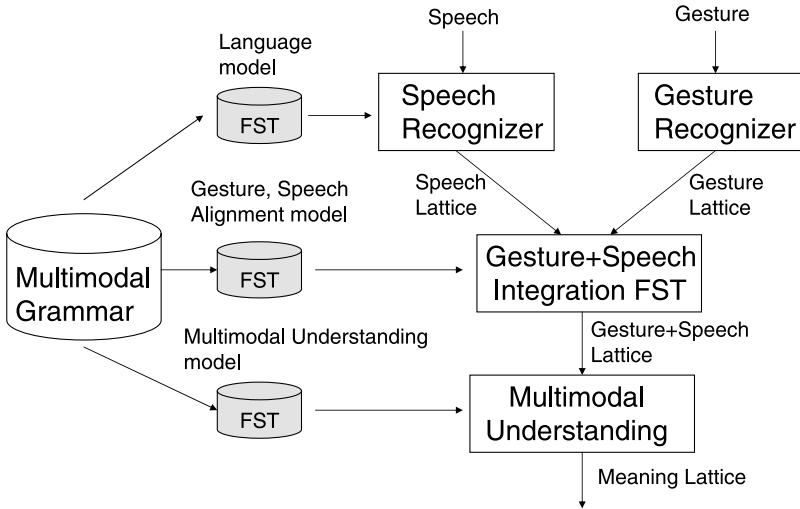 Speech
Gesture
Language
model
FST
Speech
Recognizer
Gesture
Recognizer
Speech
Lattice
Gesture
Lattice
Gesture, Speech
Alignment model
Multimodal
Grammar
FST
Gesture+Speech
Integration FST
Gesture+Speech
Lattice
Multimodal Understanding
model
FST
Multimodal
Understanding
Meaning Lattice